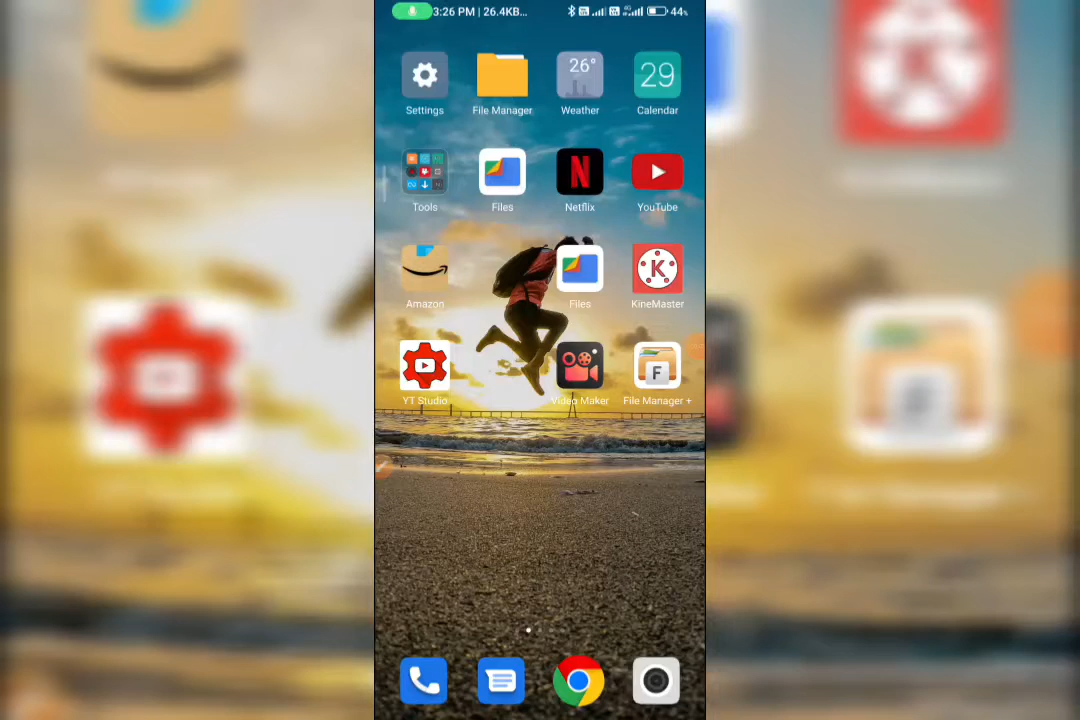 3:26 PM | 26.4KB... 44%
26° 29
Settings File Manager Weather Calendar
Tools Files Netflix YouTube
Amazon Files KineMaster
YT Studio Video Maker File Manager +